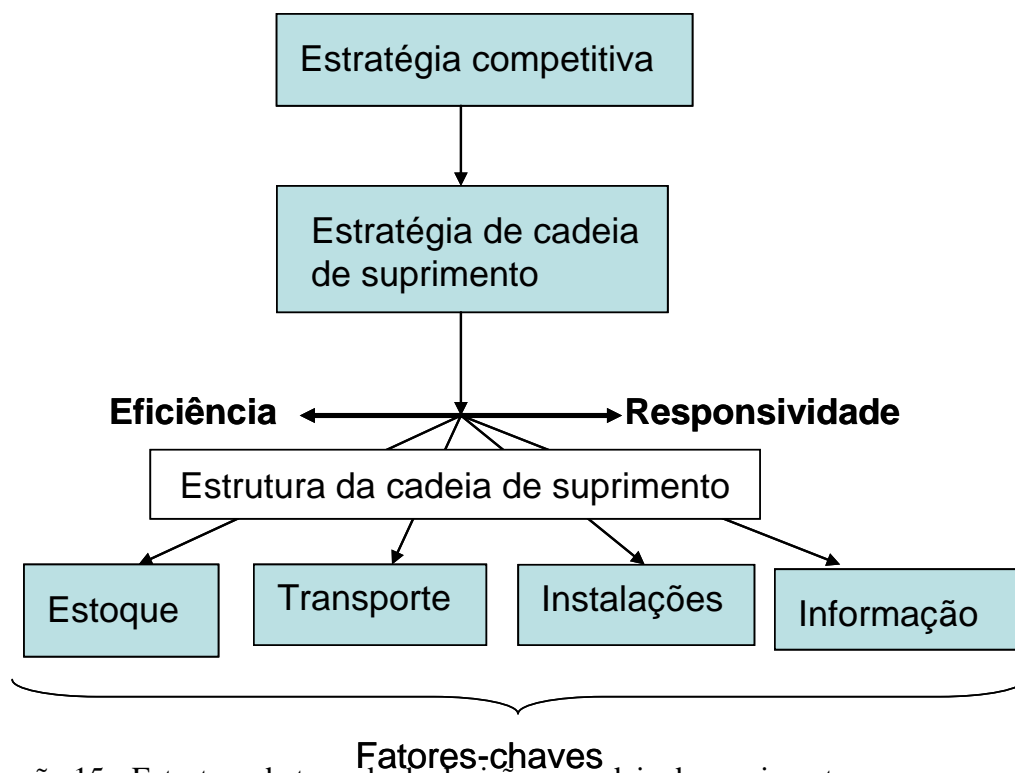 Estratégia competitiva
Estratégia de cadeia
de suprimento
Eficiência Responsividade
Estrutura da cadeia de suprimento
Estoque Transporte Instalações Informação
Fatores-chaves
15